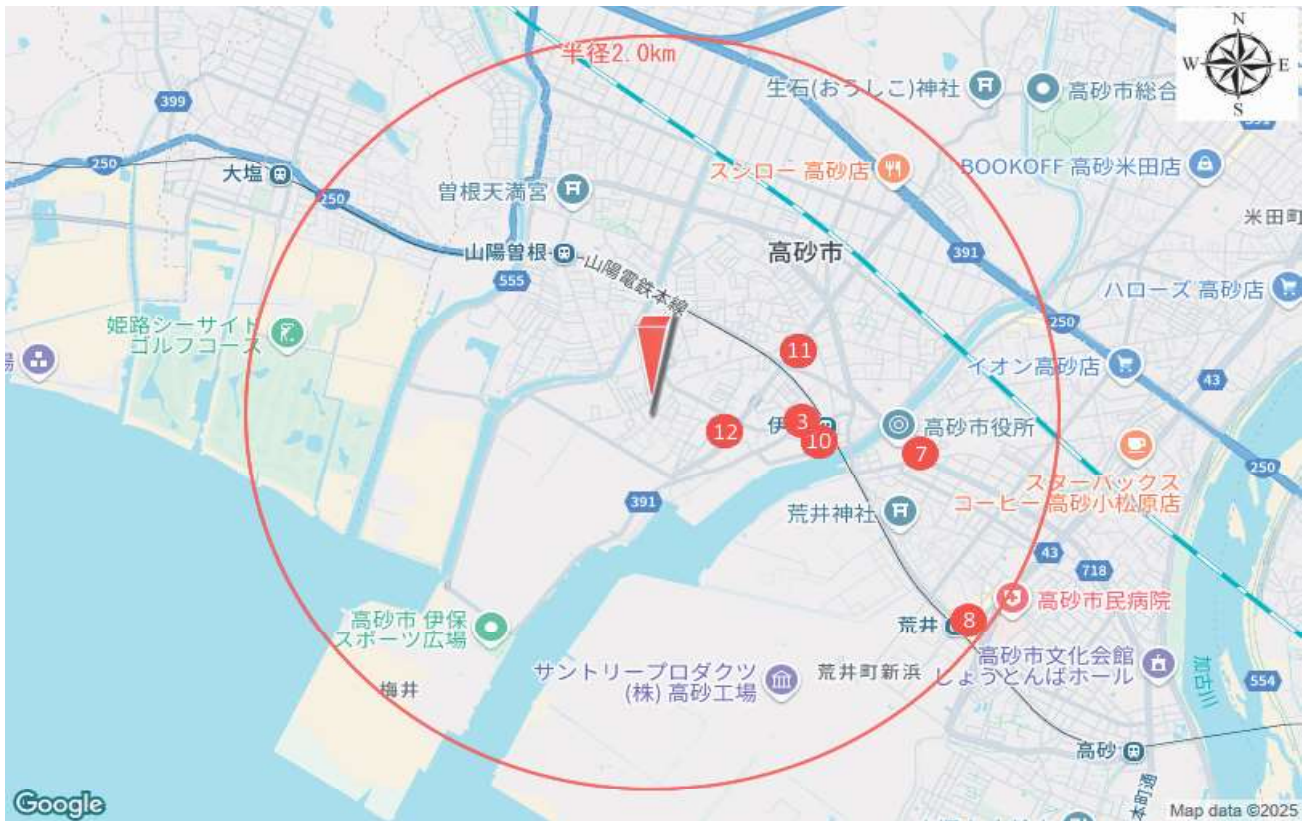 N
W
E
S
半径2.0km
生石(おうしこ)神社
高砂市総合
399
391
スシロー 高砂店
BOOKOFF 高砂米田店
250
大塩
曽根天満宮
250
米田町
山陽曽根
山陽電鉄本線
高砂市
391
555
ハローズ 高砂店
姫路シーサイド
ゴルフコース
場
250
11
イオン高砂店
43
12
伊
3
10
高砂市役所
7
スターバックス
コーヒー 高砂小松原店
250
391
荒井神社
43
718
高砂市民病院
高砂市 伊保
スポーツ広場
荒井
8
サントリープロダクツ
(株) 高砂工場
荒井町新浜
高砂市文化会館
じょうとんばホール
梅井
加古川
554
高砂
本町通
Google
Map data ©2025